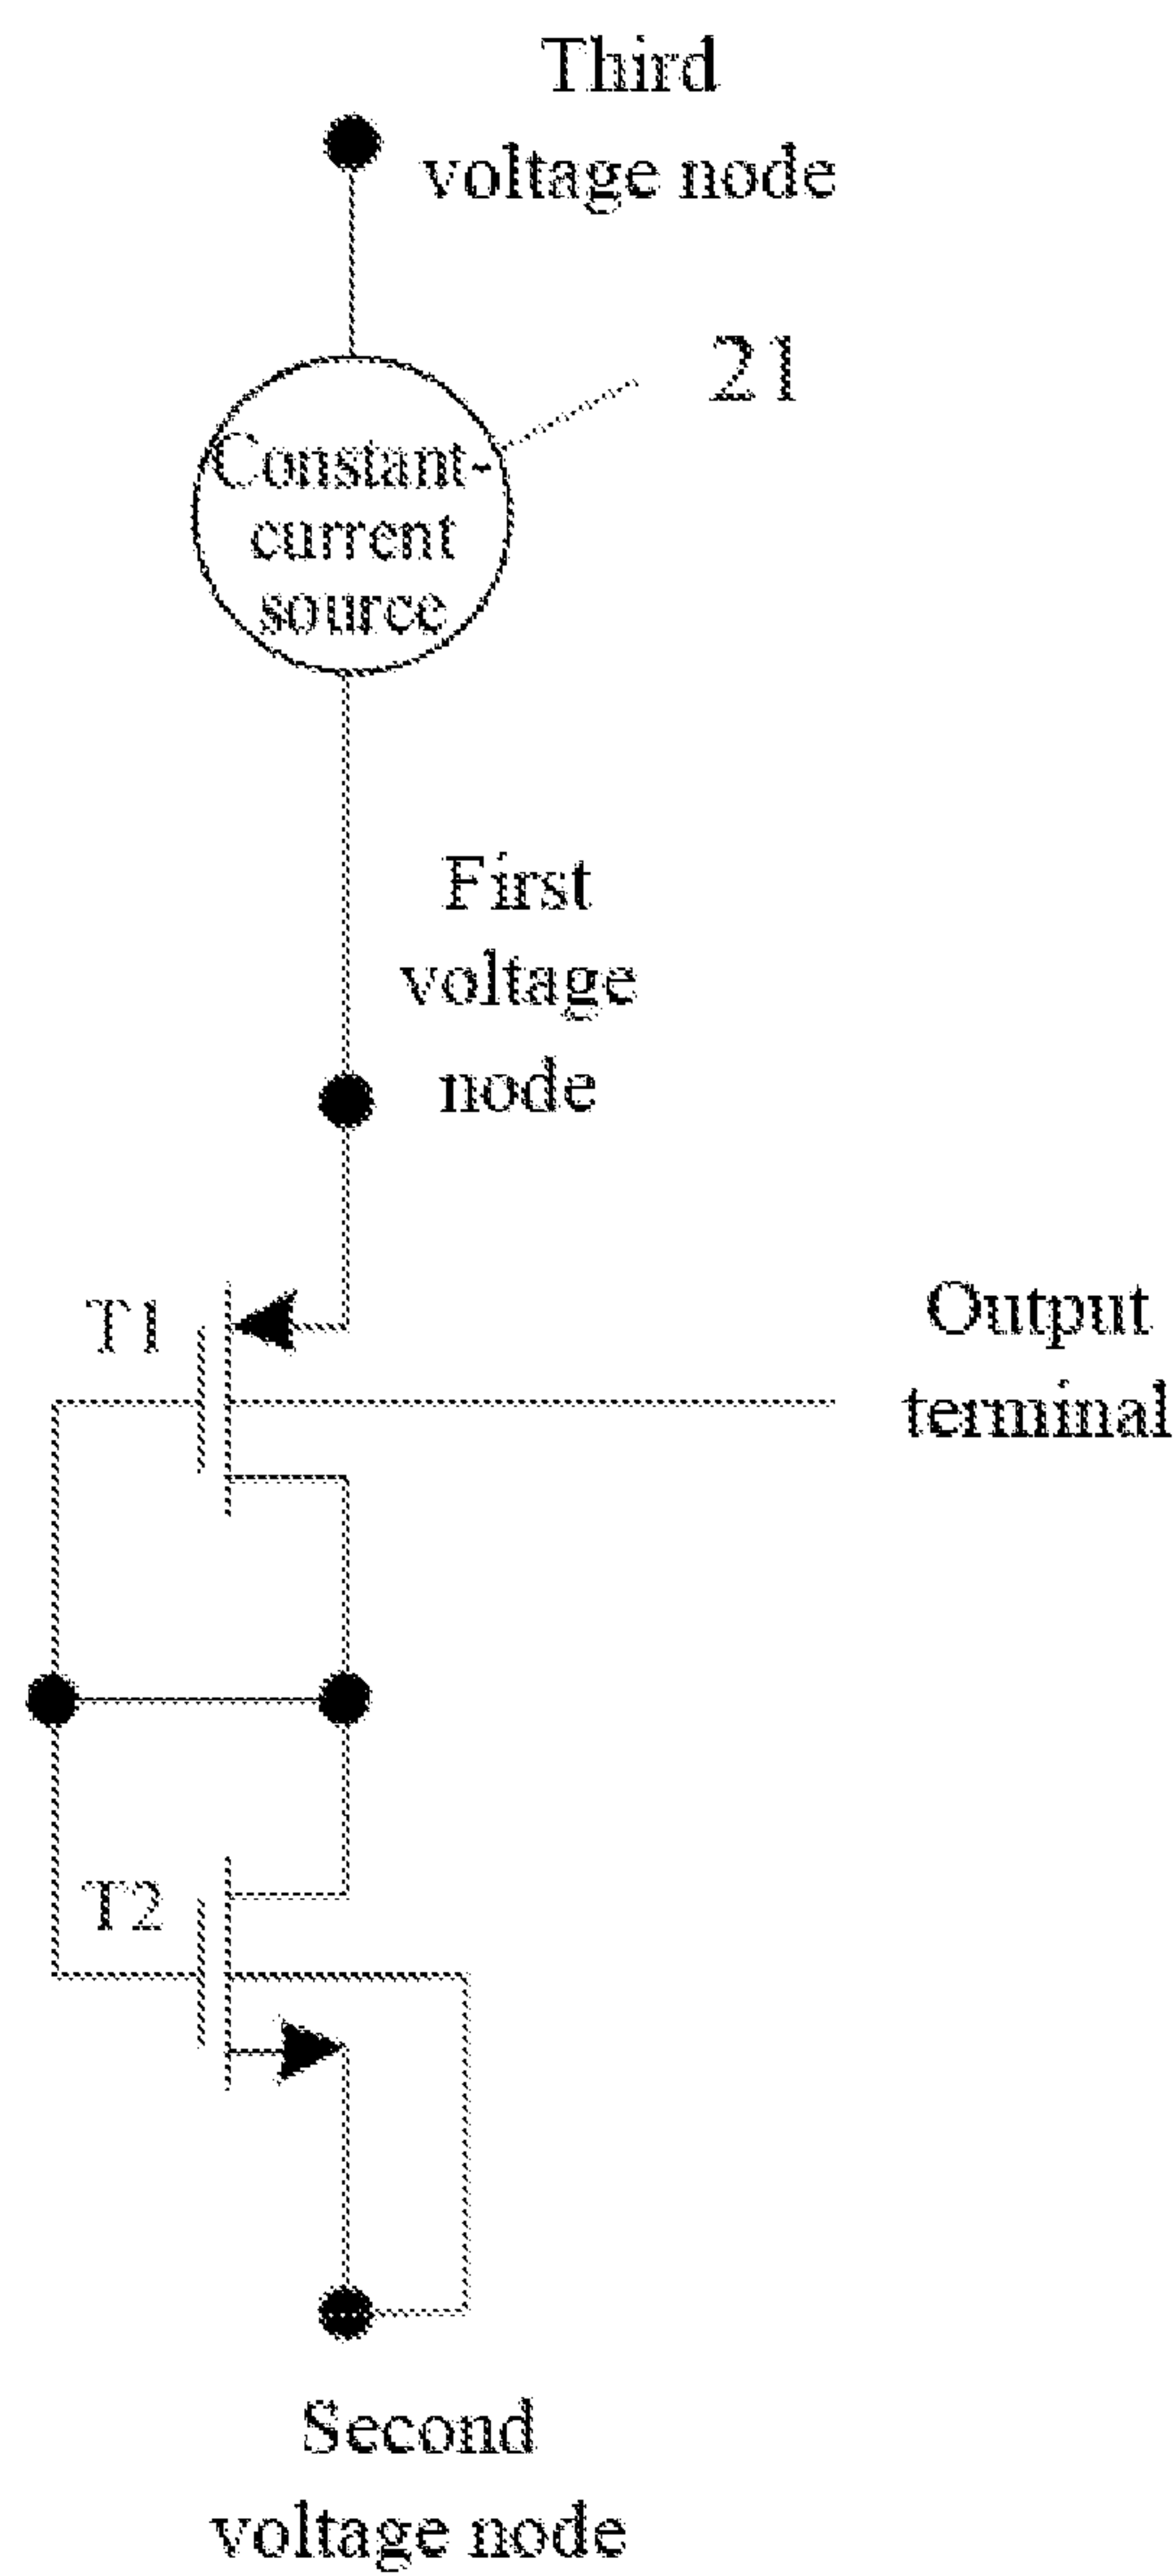 Third
voltage node
21
Constant-
current
source
First
voltage
node
T1
Output
terminal
T2
Second
voltage node